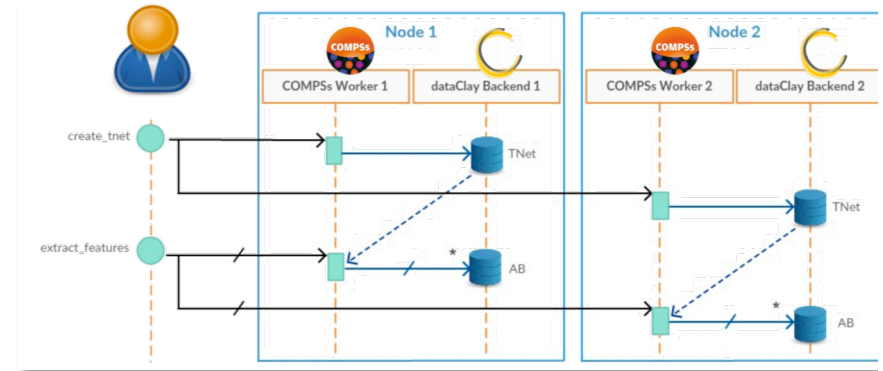 Node 1
Node 2
COMPSs
COMPSs
COMPSs Worker 1
dataClay Backend 1
COMPSs Worker 2
dataClay Backend 2
create_tnet
TNet
TNet
extract_features
*
AB
*
AB